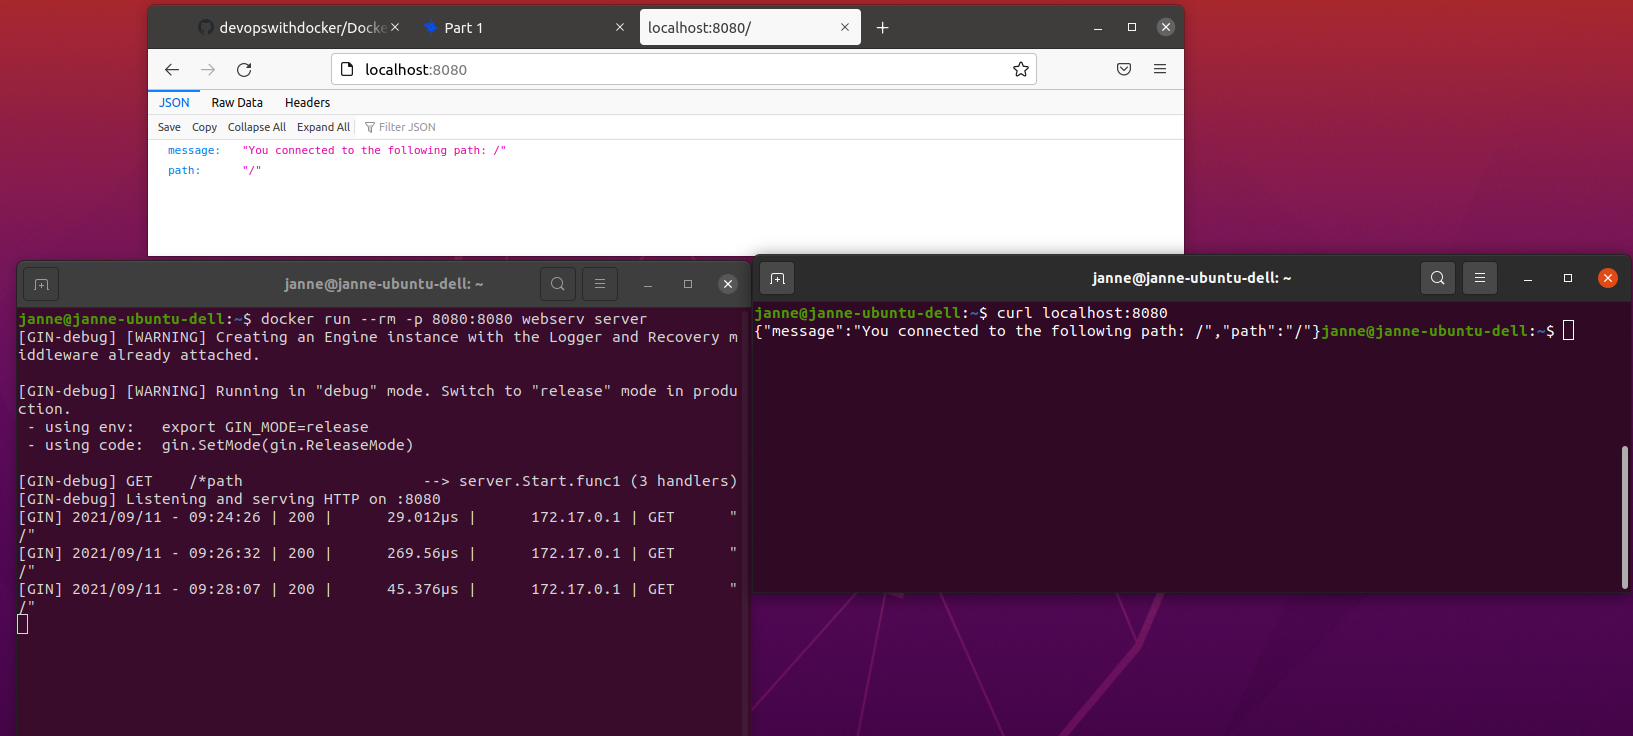 devopswithdocker/Docke
Part 1
localhost:8080/
localhost:8080
JSON Raw Data Headers
Save Copy Collapse All Expand All Filter JSON
message: "You connected to the following path: /"
path: "/"
janne@janne-ubuntu-dell: ~
janne@janne-ubuntu-dell:~$ docker run --rm -p 8080:8080 webserv server
[GIN-debug] [WARNING] Creating an Engine instance with the Logger and Recovery m
iddleware already attached.
[GIN-debug] [WARNING] Running in "debug" mode. Switch to "release" mode in produ
ction.
- using env:   export GIN_MODE=release
- using code:  gin.SetMode(gin.ReleaseMode)
[GIN-debug] GET    /*path                    --> server.Start.func1 (3 handlers)
[GIN-debug] Listening and serving HTTP on :8080
[GIN] 2021/09/11 - 09:24:26 | 200 |      29.012µs |      172.17.0.1 | GET      "
/"
[GIN] 2021/09/11 - 09:26:32 | 200 |      269.56µs |      172.17.0.1 | GET      "
/"
[GIN] 2021/09/11 - 09:28:07 | 200 |      45.376µs |      172.17.0.1 | GET      "
/"
janne@janne-ubuntu-dell: ~
janne@janne-ubuntu-dell:~$ curl localhost:8080
{"message":"You connected to the following path: /","path":"/"}janne@janne-ubuntu-dell:~$